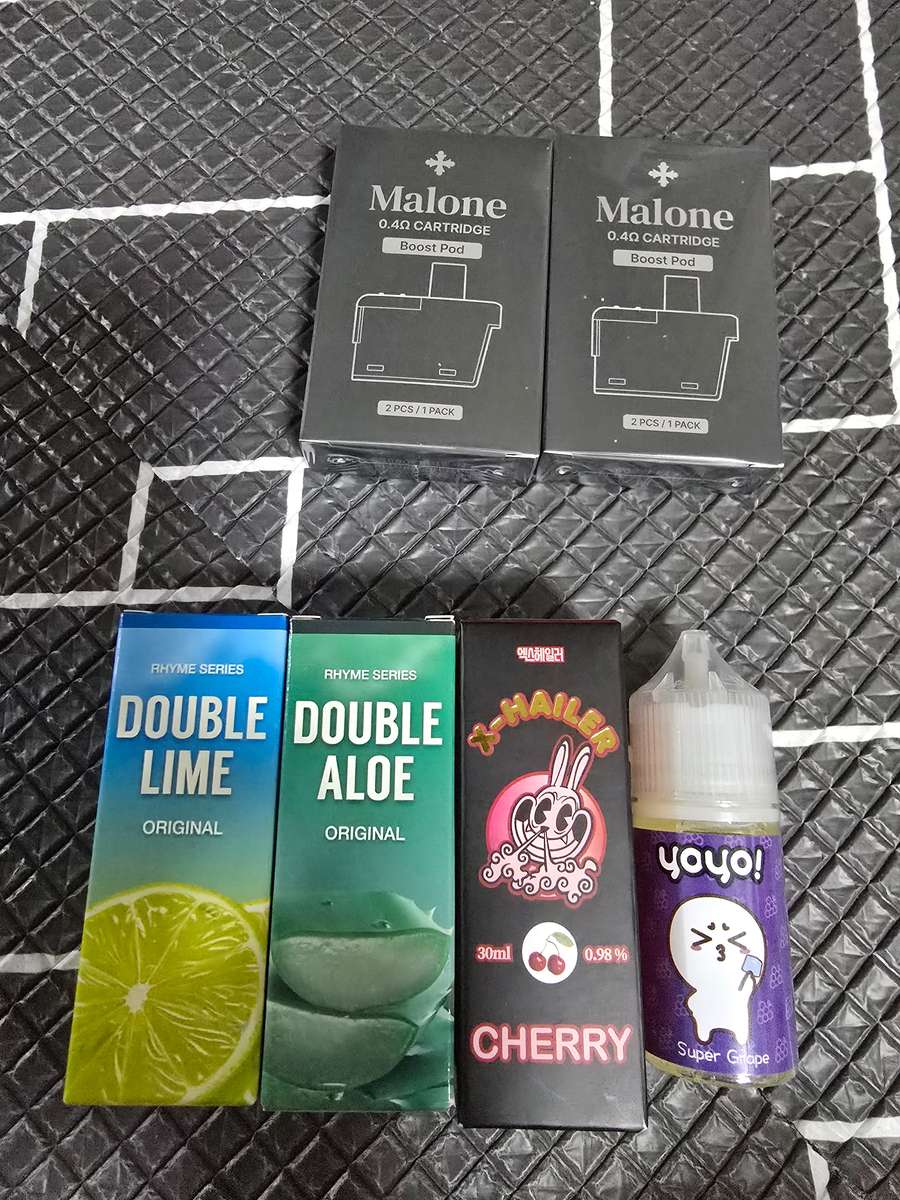 Malone
0.4Ω CARTRIDGE
Boost Pod
2 PCS / 1 PACK
Malone
0.4Ω CARTRIDGE
Boost Pod
2 PCS / 1 PACK
RHYME SERIES
DOUBLE
LIME
ORIGINAL
RHYME SERIES
DOUBLE
ALOE
ORIGINAL
엑스헤일러
X-HAILER
30ml
0.98 %
CHERRY
yoyo!
Super Grape